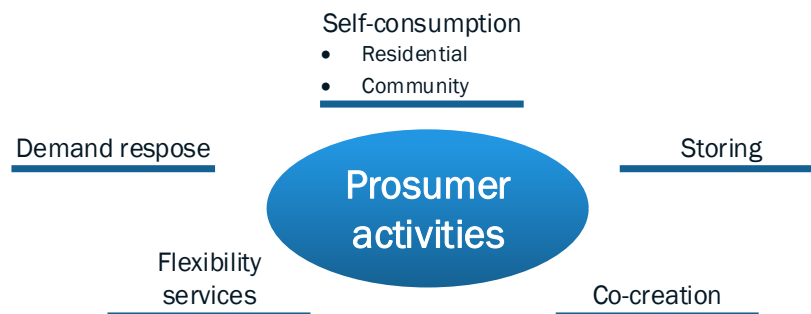 Self-consumption
• Residential
• Community
Demand respose
Storing
Prosumer
activities
Flexibility
services
Co-creation